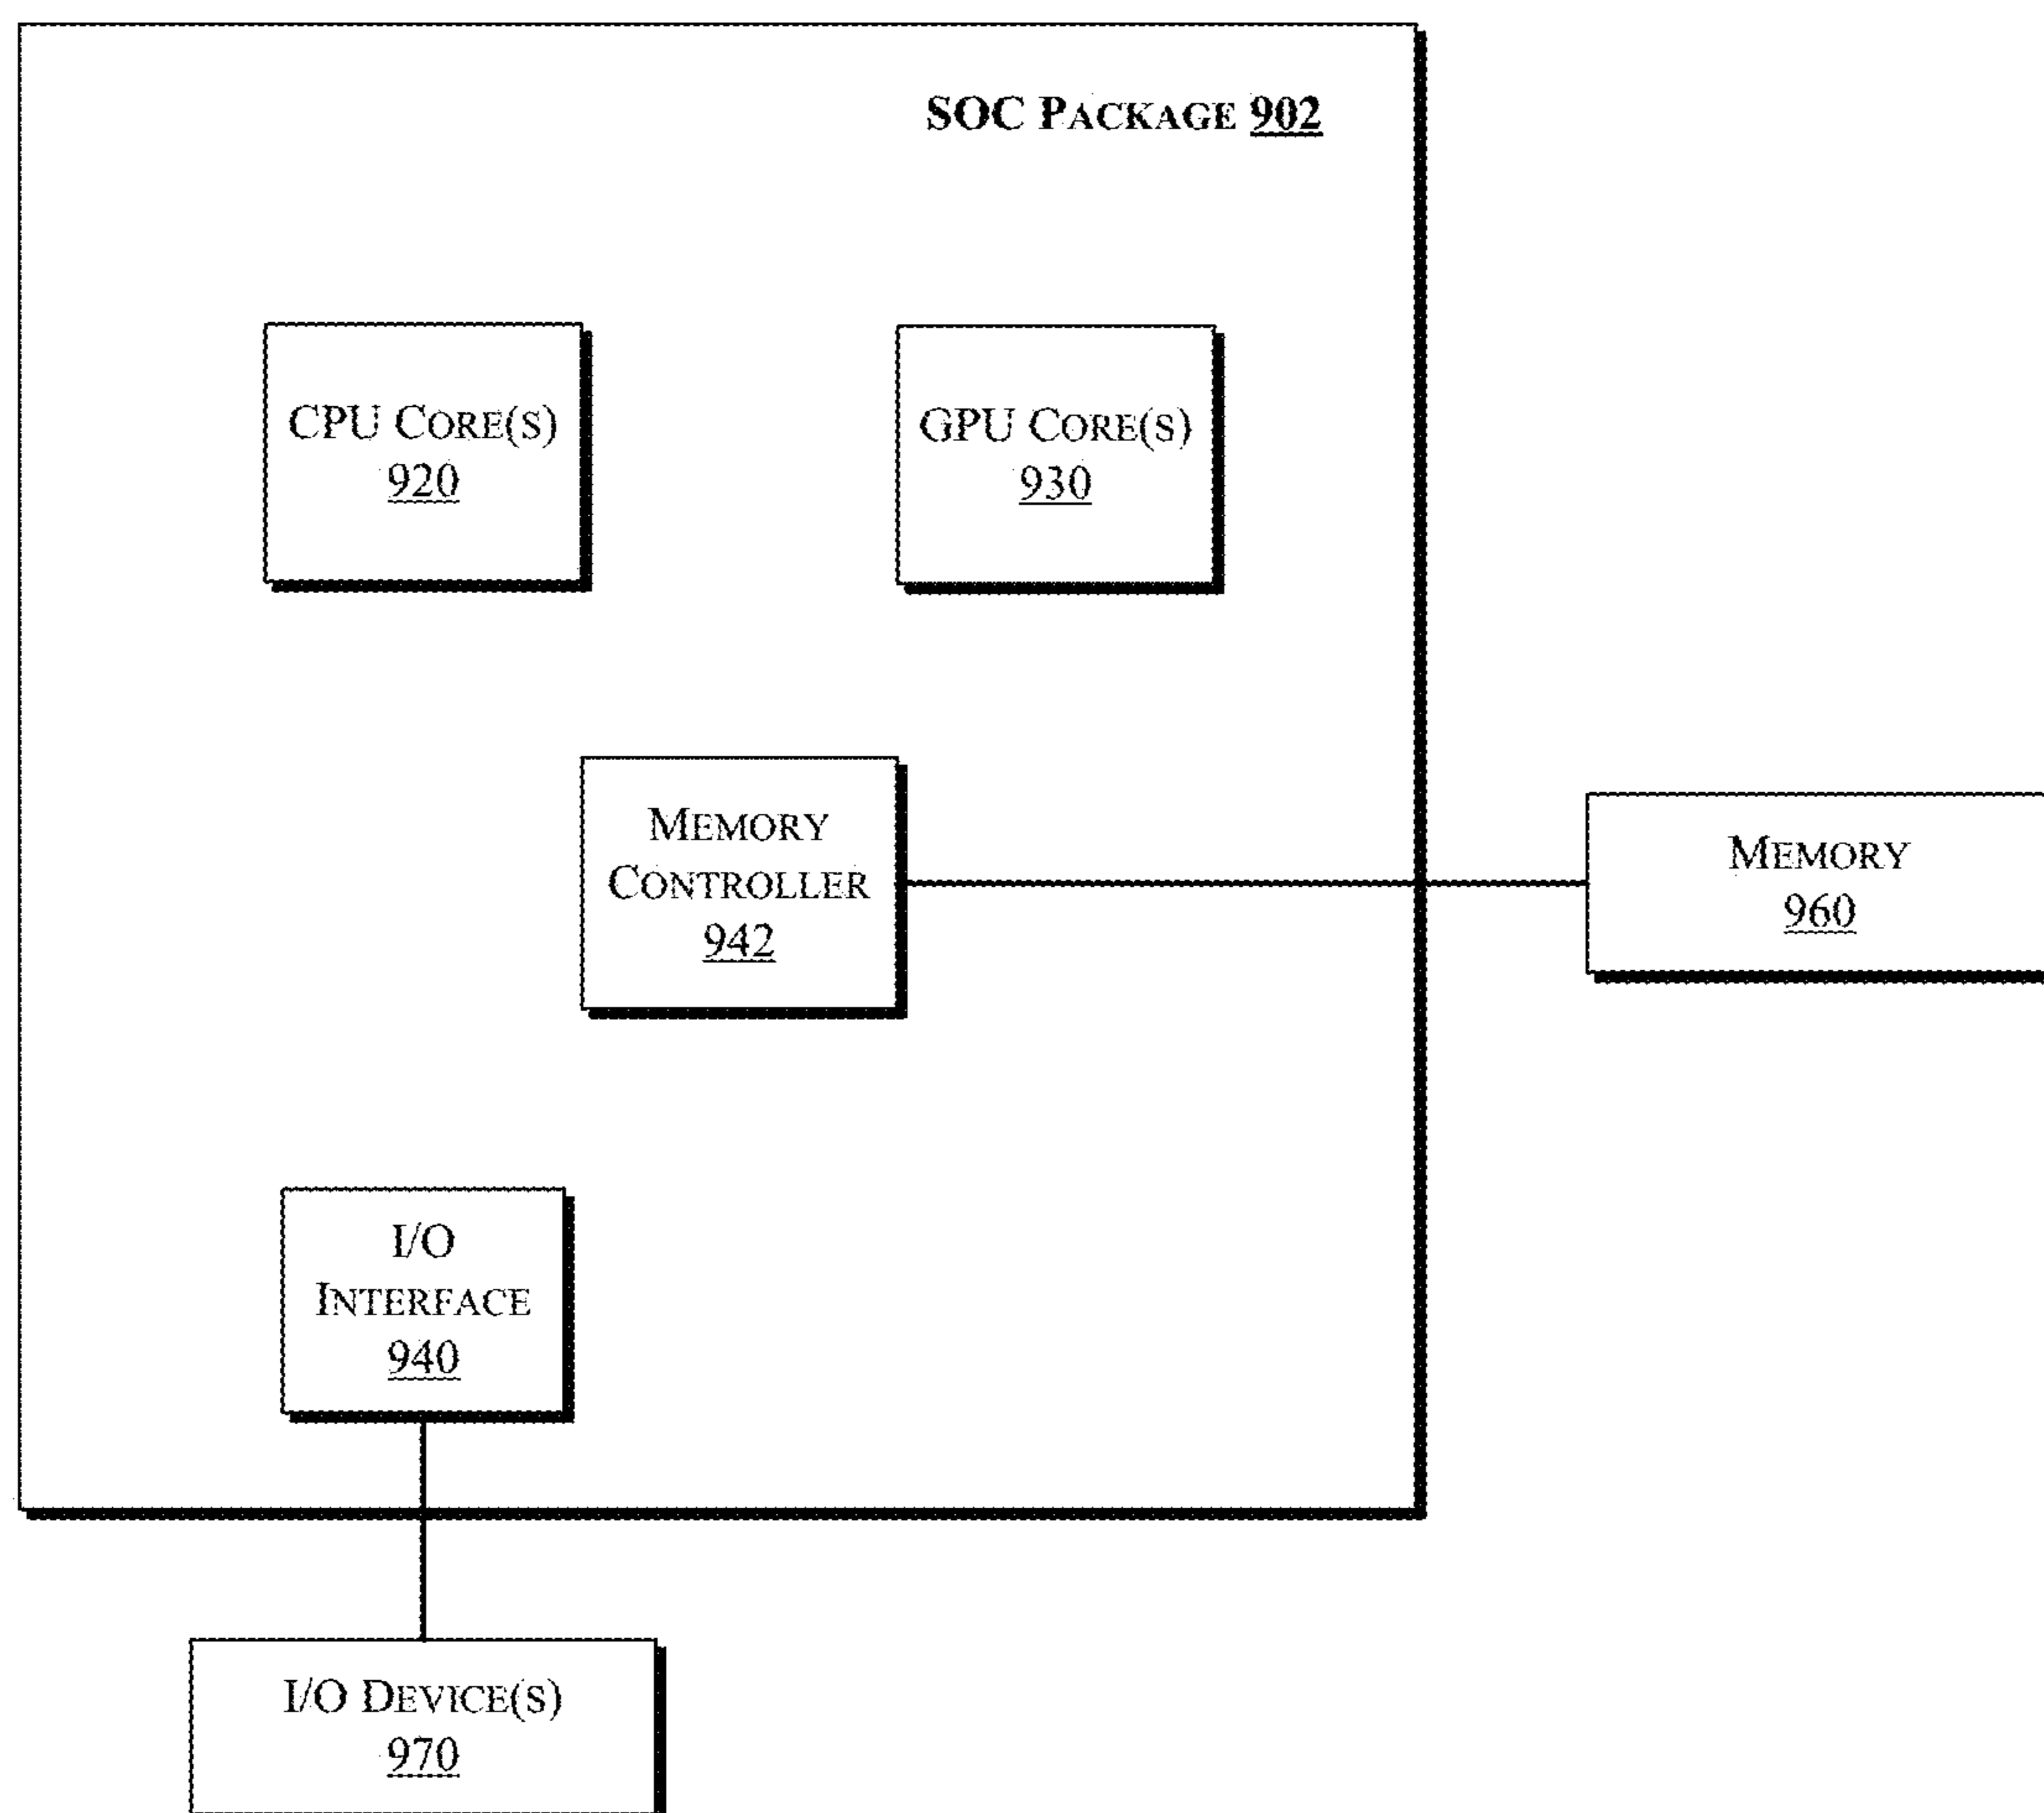 SOC PACKAGE 902
CPU CORE(S)
920
GPU CORE(S)
930
MEMORY
CONTROLLER
942
MEMORY
960
I/O
INTERFACE
940
I/O DEVICE(S)
970